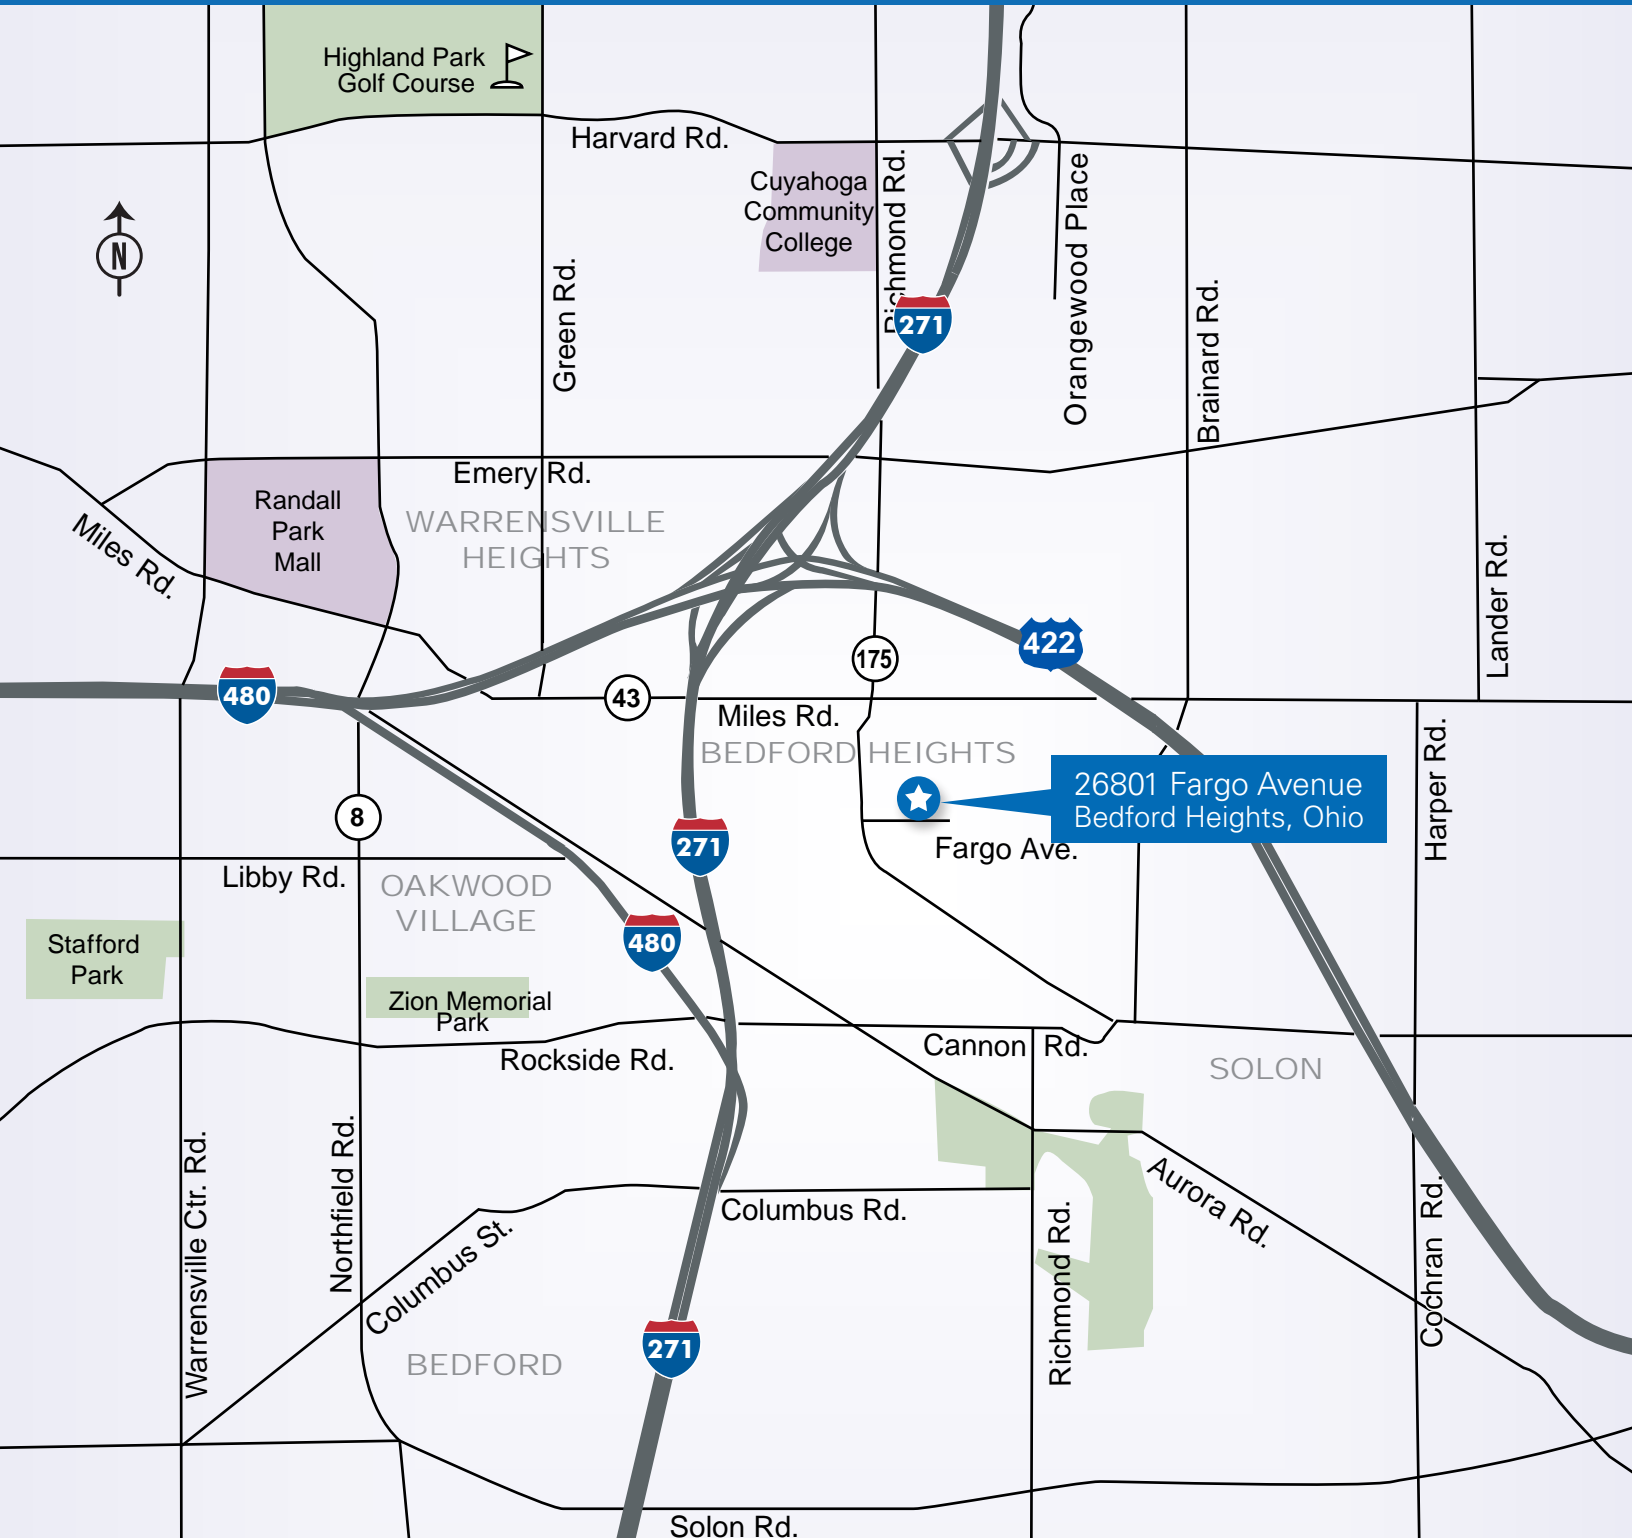 Highland Park
Golf Course
Harvard Rd.
Cuyahoga
Community
College
Richmond Rd.
Orangewood Place
N
Green Rd.
271
Brainard Rd.
Emery Rd.
Randall
Park
Mall
WARRENSVILLE
HEIGHTS
Miles Rd.
Lander Rd.
422
175
480
43
Miles Rd.
BEDFORD HEIGHTS
26801 Fargo Avenue
Bedford Heights, Ohio
Harper Rd.
8
271
Fargo Ave.
Libby Rd.
OAKWOOD
VILLAGE
480
Stafford
Park
Zion Memorial
Park
Rockside Rd.
Cannon Rd.
SOLON
Warrensville Ctr. Rd.
Northfield Rd.
Columbus St.
Columbus Rd.
Aurora Rd.
Richmond Rd.
Cochran Rd.
271
BEDFORD
Solon Rd.